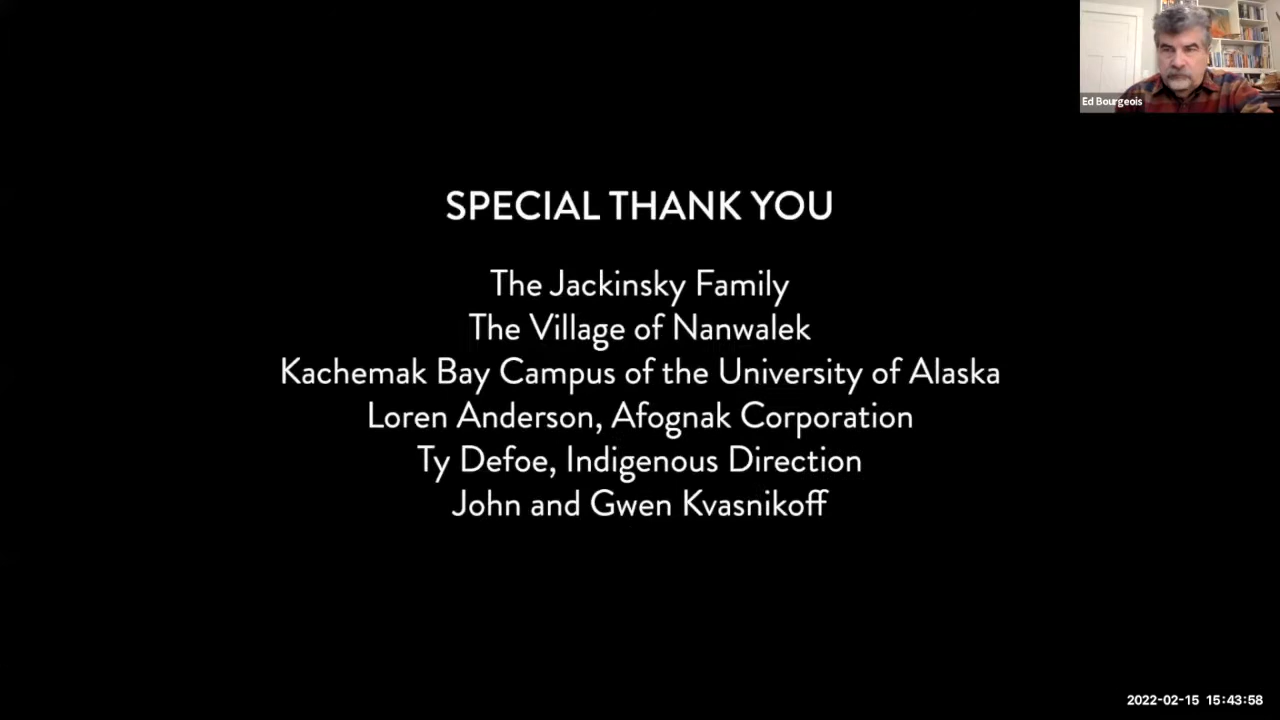 Ed Bourgeois
SPECIAL THANK YOU
The Jackinsky Family
The Village of Nanwalek
Kachemak Bay Campus of the University of Alaska
Loren Anderson, Afognak Corporation
Ty Defoe, Indigenous Direction
John and Gwen Kvasnikoff
2022-02-15 15:43:58